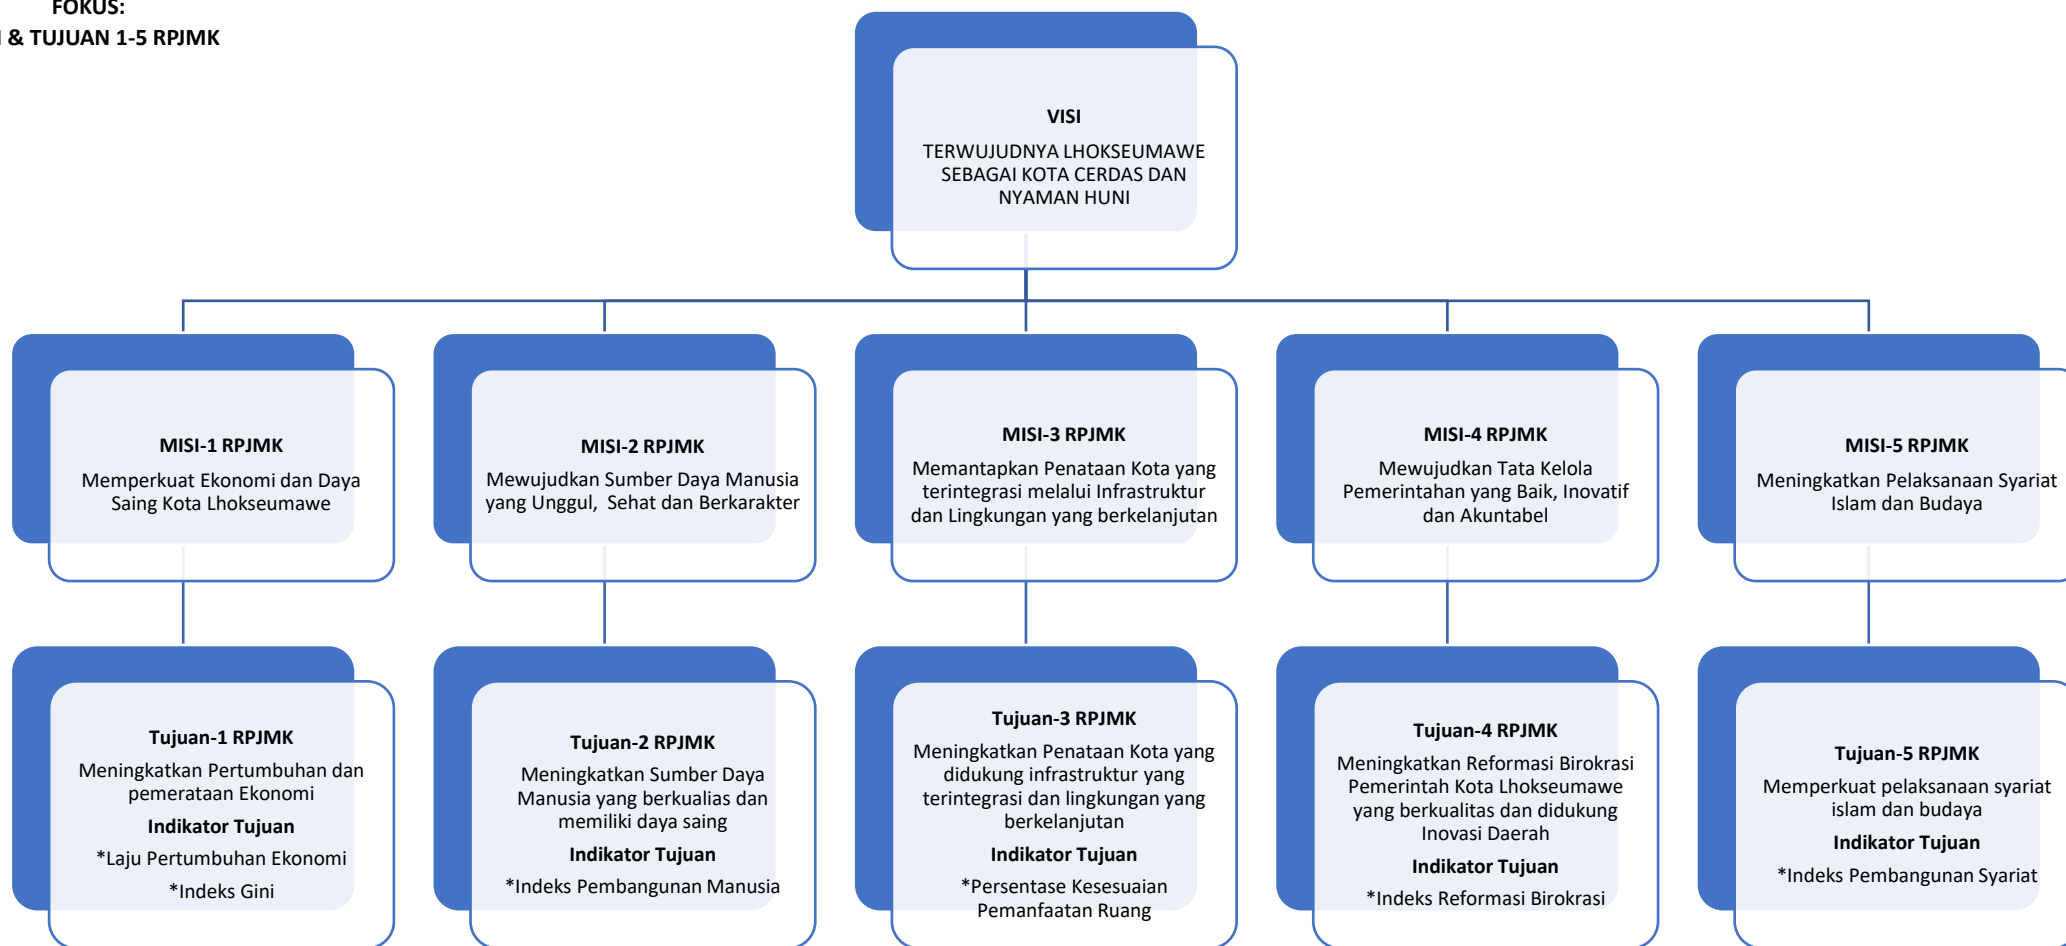 FOKUS:
& TUJUAN 1-5 RPJMK
VISI
TERWUJUDNYA LHOKSEUMAWE
SEBAGAI KOTA CERDAS DAN
NYAMAN HUNI
MISI-1 RPJMK
Memperkuat Ekonomi dan Daya
Saing Kota Lhokseumawe
MISI-2 RPJMK
Mewujudkan Sumber Daya Manusia
yang Unggul, Sehat dan Berkarakter
MISI-3 RPJMK
Memantapkan Penataan Kota yang
terintegrasi melalui Infrastruktur
dan Lingkungan yang berkelanjutan
MISI-4 RPJMK
Mewujudkan Tata Kelola
Pemerintahan yang Baik, Inovatif
dan Akuntabel
MISI-5 RPJMK
Meningkatkan Pelaksanaan Syariat
Islam dan Budaya
Tujuan-1 RPJMK
Meningkatkan Pertumbuhan dan
pemerataan Ekonomi
Indikator Tujuan
*Laju Pertumbuhan Ekonomi
*Indeks Gini
Tujuan-2 RPJMK
Meningkatkan Sumber Daya
Manusia yang berkualias dan
memiliki daya saing
Indikator Tujuan
*Indeks Pembangunan Manusia
Tujuan-3 RPJMK
Meningkatkan Penataan Kota yang
didukung infrastruktur yang
terintegrasi dan lingkungan yang
berkelanjutan
Indikator Tujuan
*Persentase Kesesuaian
Pemanfaatan Ruang
Tujuan-4 RPJMK
Meningkatkan Reformasi Birokrasi
Pemerintah Kota Lhokseumawe
yang berkualitas dan didukung
Inovasi Daerah
Indikator Tujuan
*Indeks Reformasi Birokrasi
Tujuan-5 RPJMK
Memperkuat pelaksanaan syariat
islam dan budaya
Indikator Tujuan
*Indeks Pembangunan Syariat